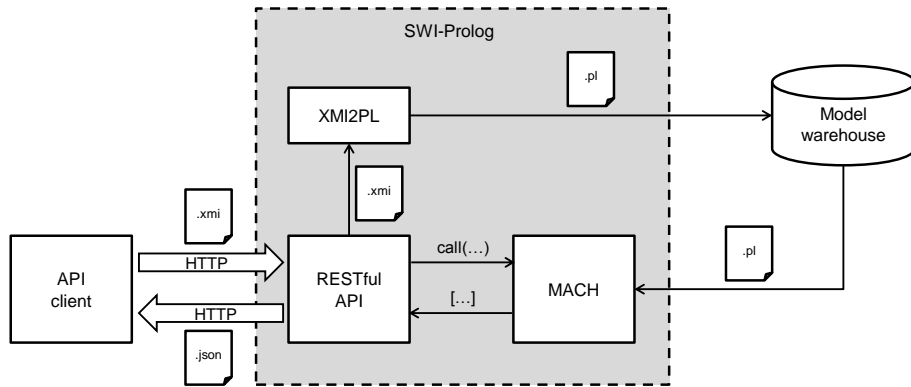 SWI-Prolog
.pl
XMI2PL
Model
warehouse
.xmi
.xmi
HTTP
API
client
RESTful
API
call(…)
[…]
MACH
.pl
HTTP
.json